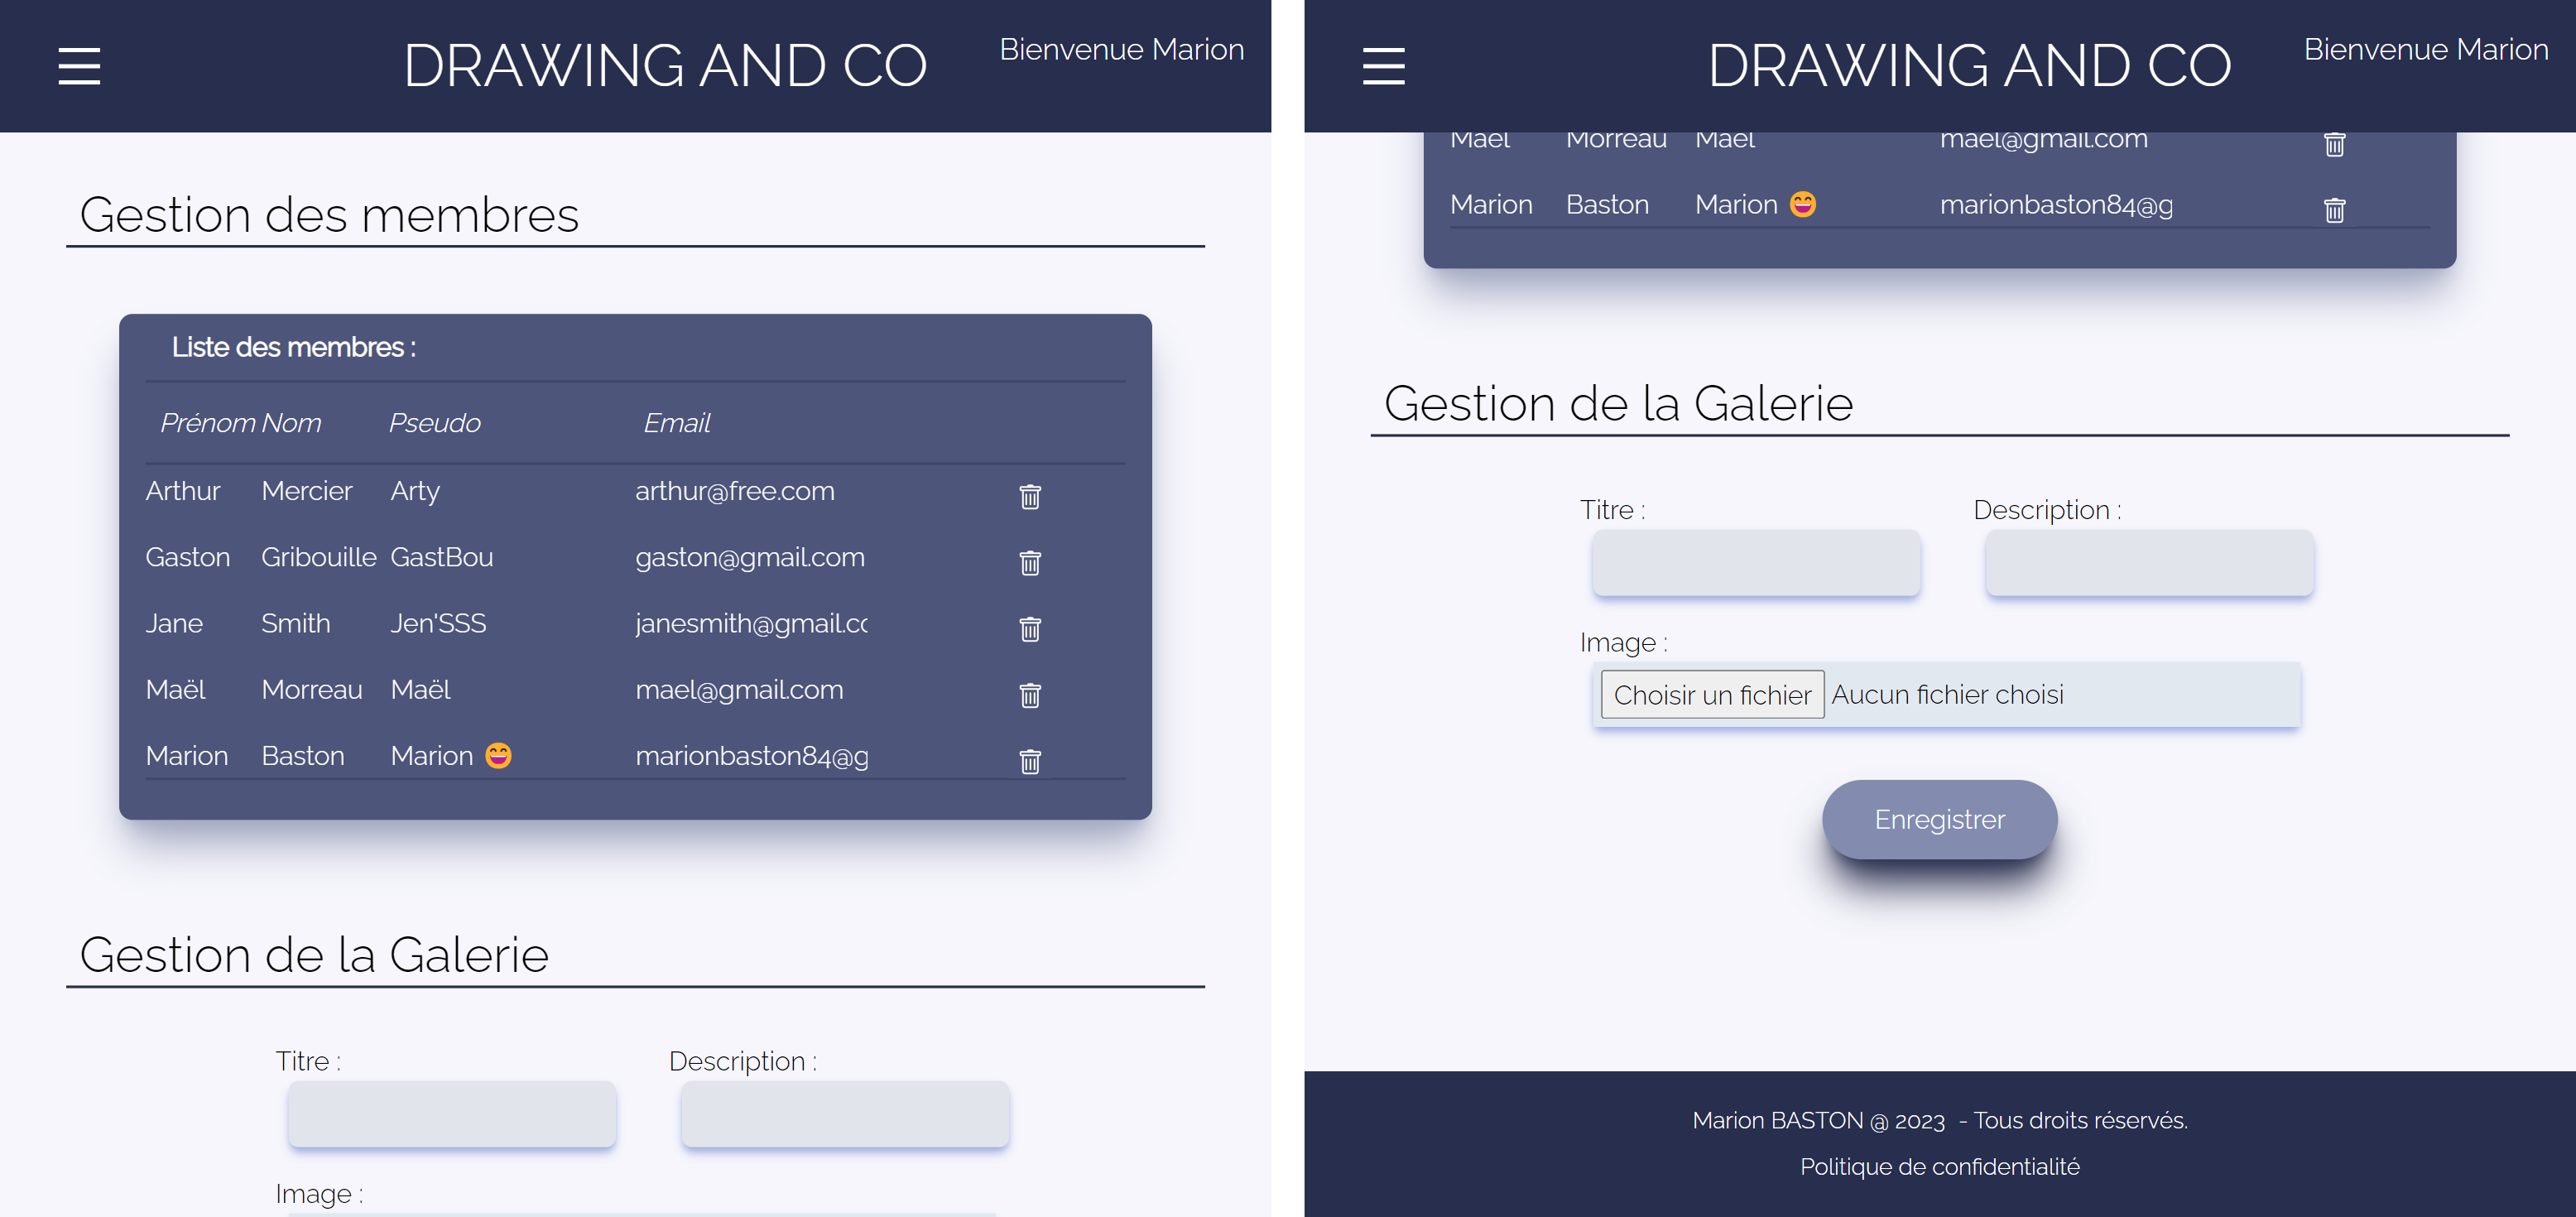 DRAWING AND CO
Bienvenue Marion
Gestion des membres
Liste des membres :
Prénom Nom Pseudo Email
Arthur Mercier Arty arthur@free.com
Gaston Gribouille GastBou gaston@gmail.com
Jane Smith Jen'SSS janesmith@gmail.cc
Maël Morreau Maël mael@gmail.com
Marion Baston Marion 😄 marionbaston84@g
Gestion de la Galerie
Titre : Description :
Image :
DRAWING AND CO
Bienvenue Marion
Maël Morreau Maël mael@gmail.com
Marion Baston Marion 😄 marionbaston84@g
Gestion de la Galerie
Titre : Description :
Image :
Choisir un fichier Aucun fichier choisi
Enregistrer
Marion BASTON @ 2023 - Tous droits réservés.
Politique de confidentialité